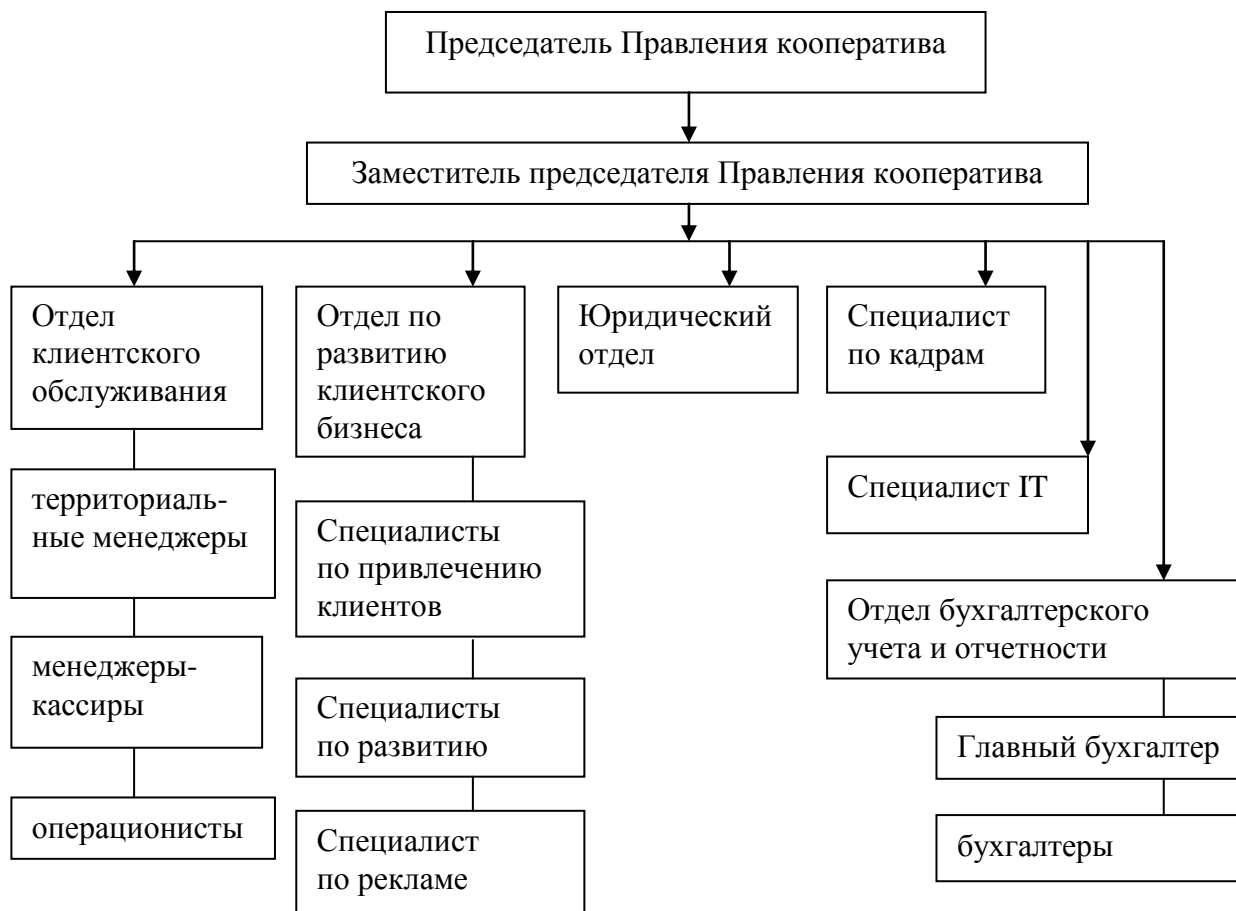 Председатель Правления кооператива
Заместитель председателя Правления кооператива
Отдел
клиентского
обслуживания
территориаль-
ные менеджеры
менеджеры-
кассиры
операционисты
Отдел по
развитию
клиентского
бизнеса
Специалисты
по привлечению
клиентов
Специалисты
по развитию
Специалист
по рекламе
Юридический
отдел
Специалист
по кадрам
Специалист IT
Отдел бухгалтерского
учета и отчетности
Главный бухгалтер
бухгалтеры